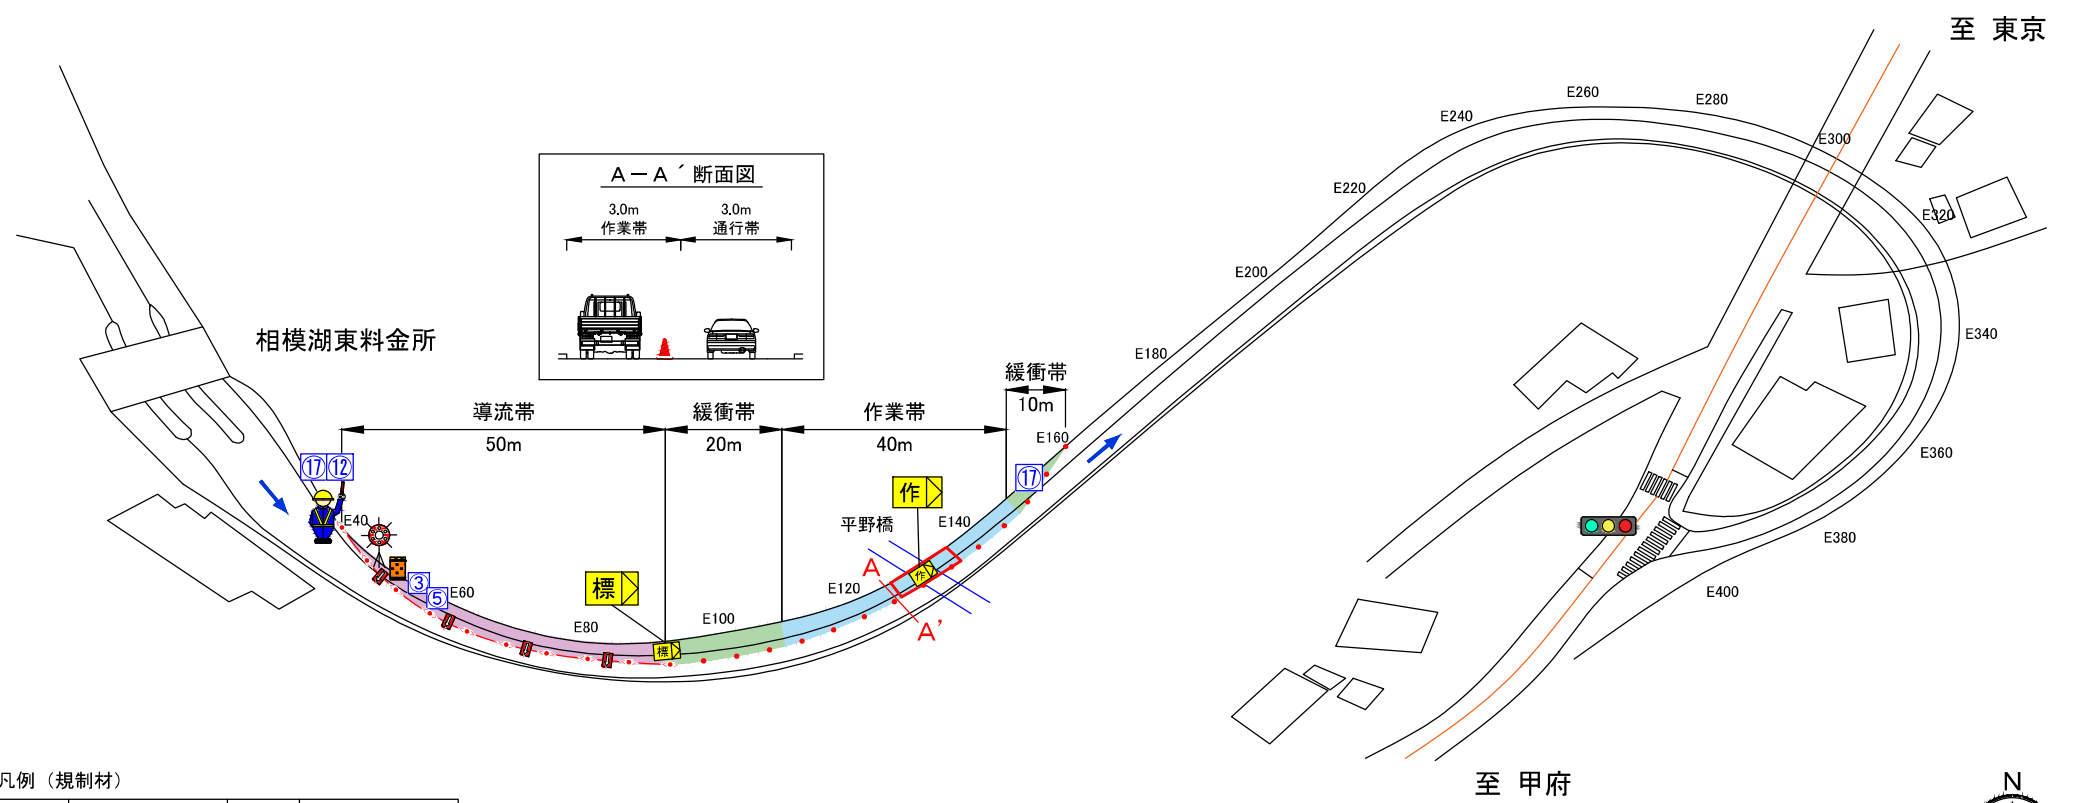 至 東京
E260
E280
E240
E300
A－A´断面図
E220
3.0m
3.0m
作業帯
通行帯
E320
E200
相模湖東料金所
E340
E180
緩衝帯
10m
導流帯
緩衝帯
作業帯
50m
20m
40m
E160
E360
⑰⑫
⑰
作
E40
平野橋
E140
E380
A
作
③
⑤
E60
標
E120
E400
E80
E100
A'
標
凡例（規制材）
至 甲府
N